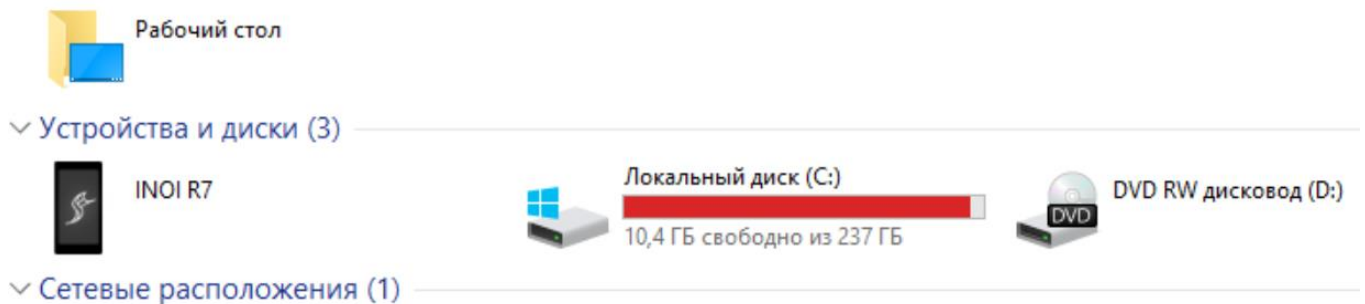 Рабочий стол
Устройства и диски (3)
INOI R7
Локальный диск (C:)
10,4 ГБ свободно из 237 ГБ
DVD RW дисковод (D:)
DVD
Сетевые расположения (1)